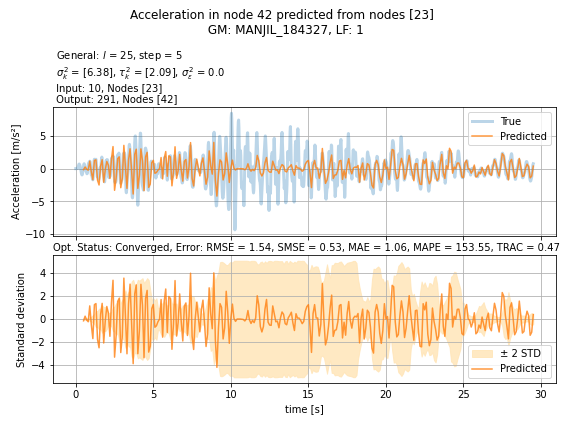 Acceleration in node 42 predicted from nodes [23]
GM: MANJIL_184327, LF: 1
General: l = 25, step = 5
σ²ₖ = [6.38], τ²ₖ = [2.09], σ²ε = 0.0
Input: 10, Nodes [23]
Output: 291, Nodes [42]
Acceleration [m/s²]
5
0
−5
−10
True
Predicted
Opt. Status: Converged, Error: RMSE = 1.54, SMSE = 0.53, MAE = 1.06, MAPE = 153.55, TRAC = 0.47
Standard deviation
4
2
0
−2
−4
± 2 STD
Predicted
0 5 10 15 20 25 30
time [s]